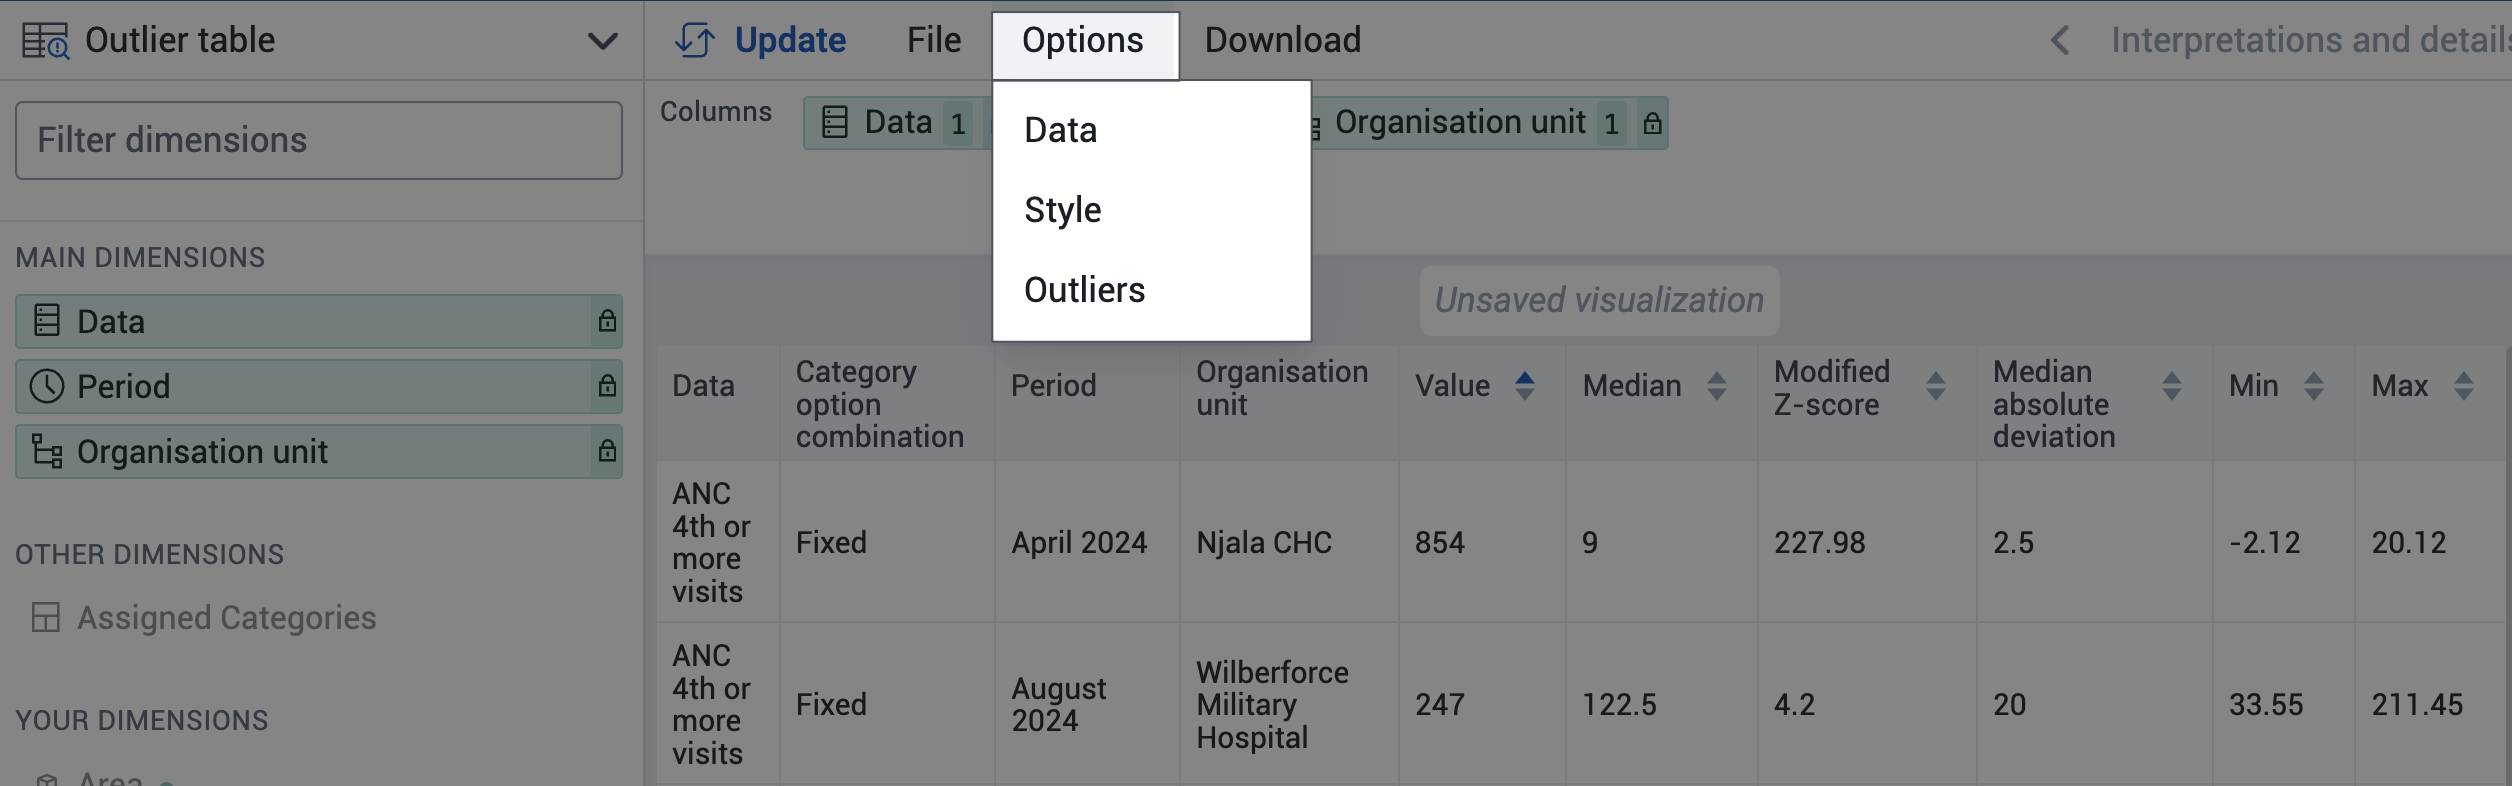 Outlier table
Update
File
Options
Download
Interpretations and details
Filter dimensions
Columns
Data 1
Organisation unit 1
Data
Style
Outliers
MAIN DIMENSIONS
Data
Period
Organisation unit
OTHER DIMENSIONS
Assigned Categories
YOUR DIMENSIONS
Area
Unsaved visualization
Data
Category
option
combination
Period
Organisation
unit
Value
Median
Modified
Z-score
Median
absolute
deviation
Min
Max
ANC
4th or
more
visits
Fixed
April 2024
Njala CHC
854
9
227.98
2.5
-2.12
20.12
ANC
4th or
more
visits
Fixed
August
2024
Wilberforce
Military
Hospital
247
122.5
4.2
20
33.55
211.45